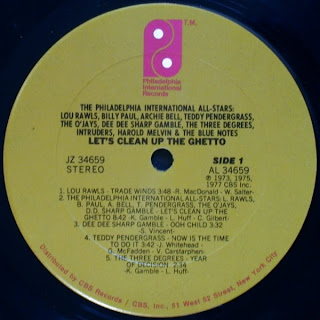 T.M.
Philadelphia
International
Records
THE PHILADELPHIA INTERNATIONAL ALL-STARS:
LOU RAWLS, BILLY PAUL, ARCHIE BELL, TEDDY PENDERGRASS,
THE O'JAYS, DEE DEE SHARP GAMBLE, THE THREE DEGREES,
INTRUDERS, HAROLD MELVIN & THE BLUE NOTES
LET'S CLEAN UP THE GHETTO
JZ 34659
STEREO
SIDE 1
AL 34659
℗ 1973, 1975,
1977 CBS Inc.
1. LOU RAWLS - TRADE WINDS 3:48 -R. MacDonald - W. Salter-
2. THE PHILADELPHIA INTERNATIONAL ALL-STARS: L. RAWLS,
B. PAUL, A. BELL, T. PENDERGRASS, THE O'JAYS,
D.D. SHARP GAMBLE - LET'S CLEAN UP THE
GHETTO 8:42 -K. Gamble - L. Huff - C. Gilbert-
3. DEE DEE SHARP GAMBLE - OOH CHILD 3:32
-S. Vincent-
4. TEDDY PENDERGRASS - NOW IS THE TIME
TO DO IT 3:42 -J. Whitehead -
G. McFadden - V. Carstarphen-
5. THE THREE DEGREES - YEAR
OF DECISION 2:34
-K. Gamble - L. Huff-
Distributed by CBS Records / CBS, Inc., 51 West 52 Street, New York City